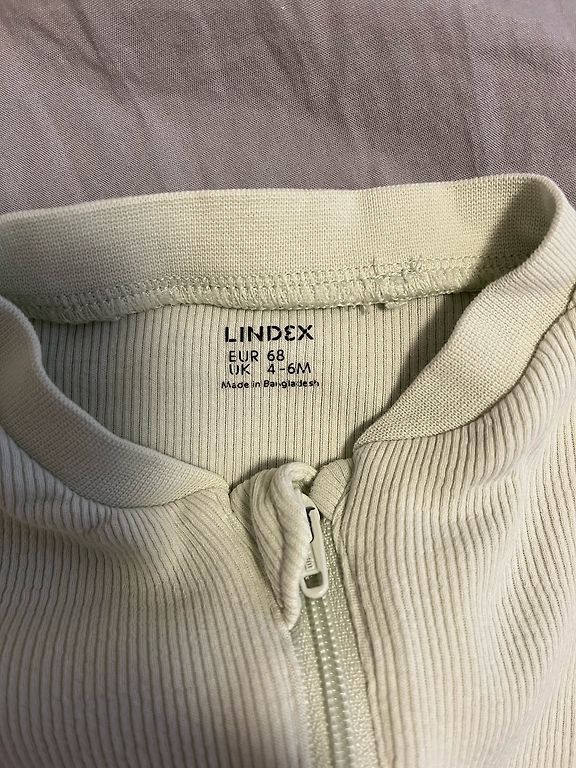 LINDEX
EUR 68
UK 4-6M
Made in Bangladesh